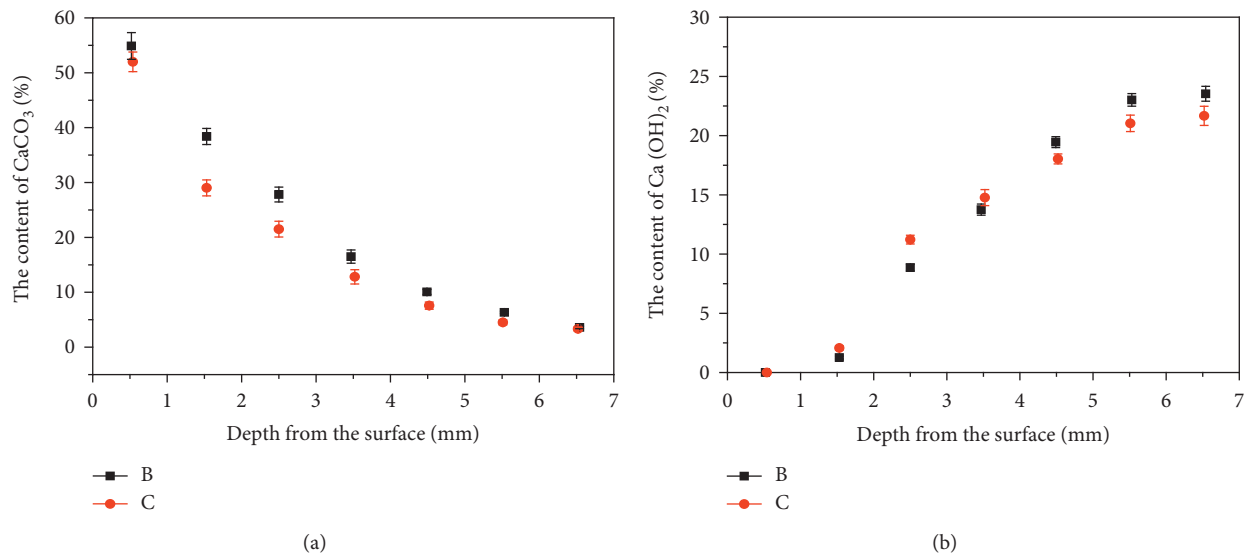 60
50
40
30
20
10
0
The content of CaCO3 (%)
0 1 2 3 4 5 6 7
Depth from the surface (mm)
B
C
(a)
30
25
20
15
10
5
0
The content of Ca (OH)2 (%)
0 1 2 3 4 5 6 7
Depth from the surface (mm)
B
C
(b)